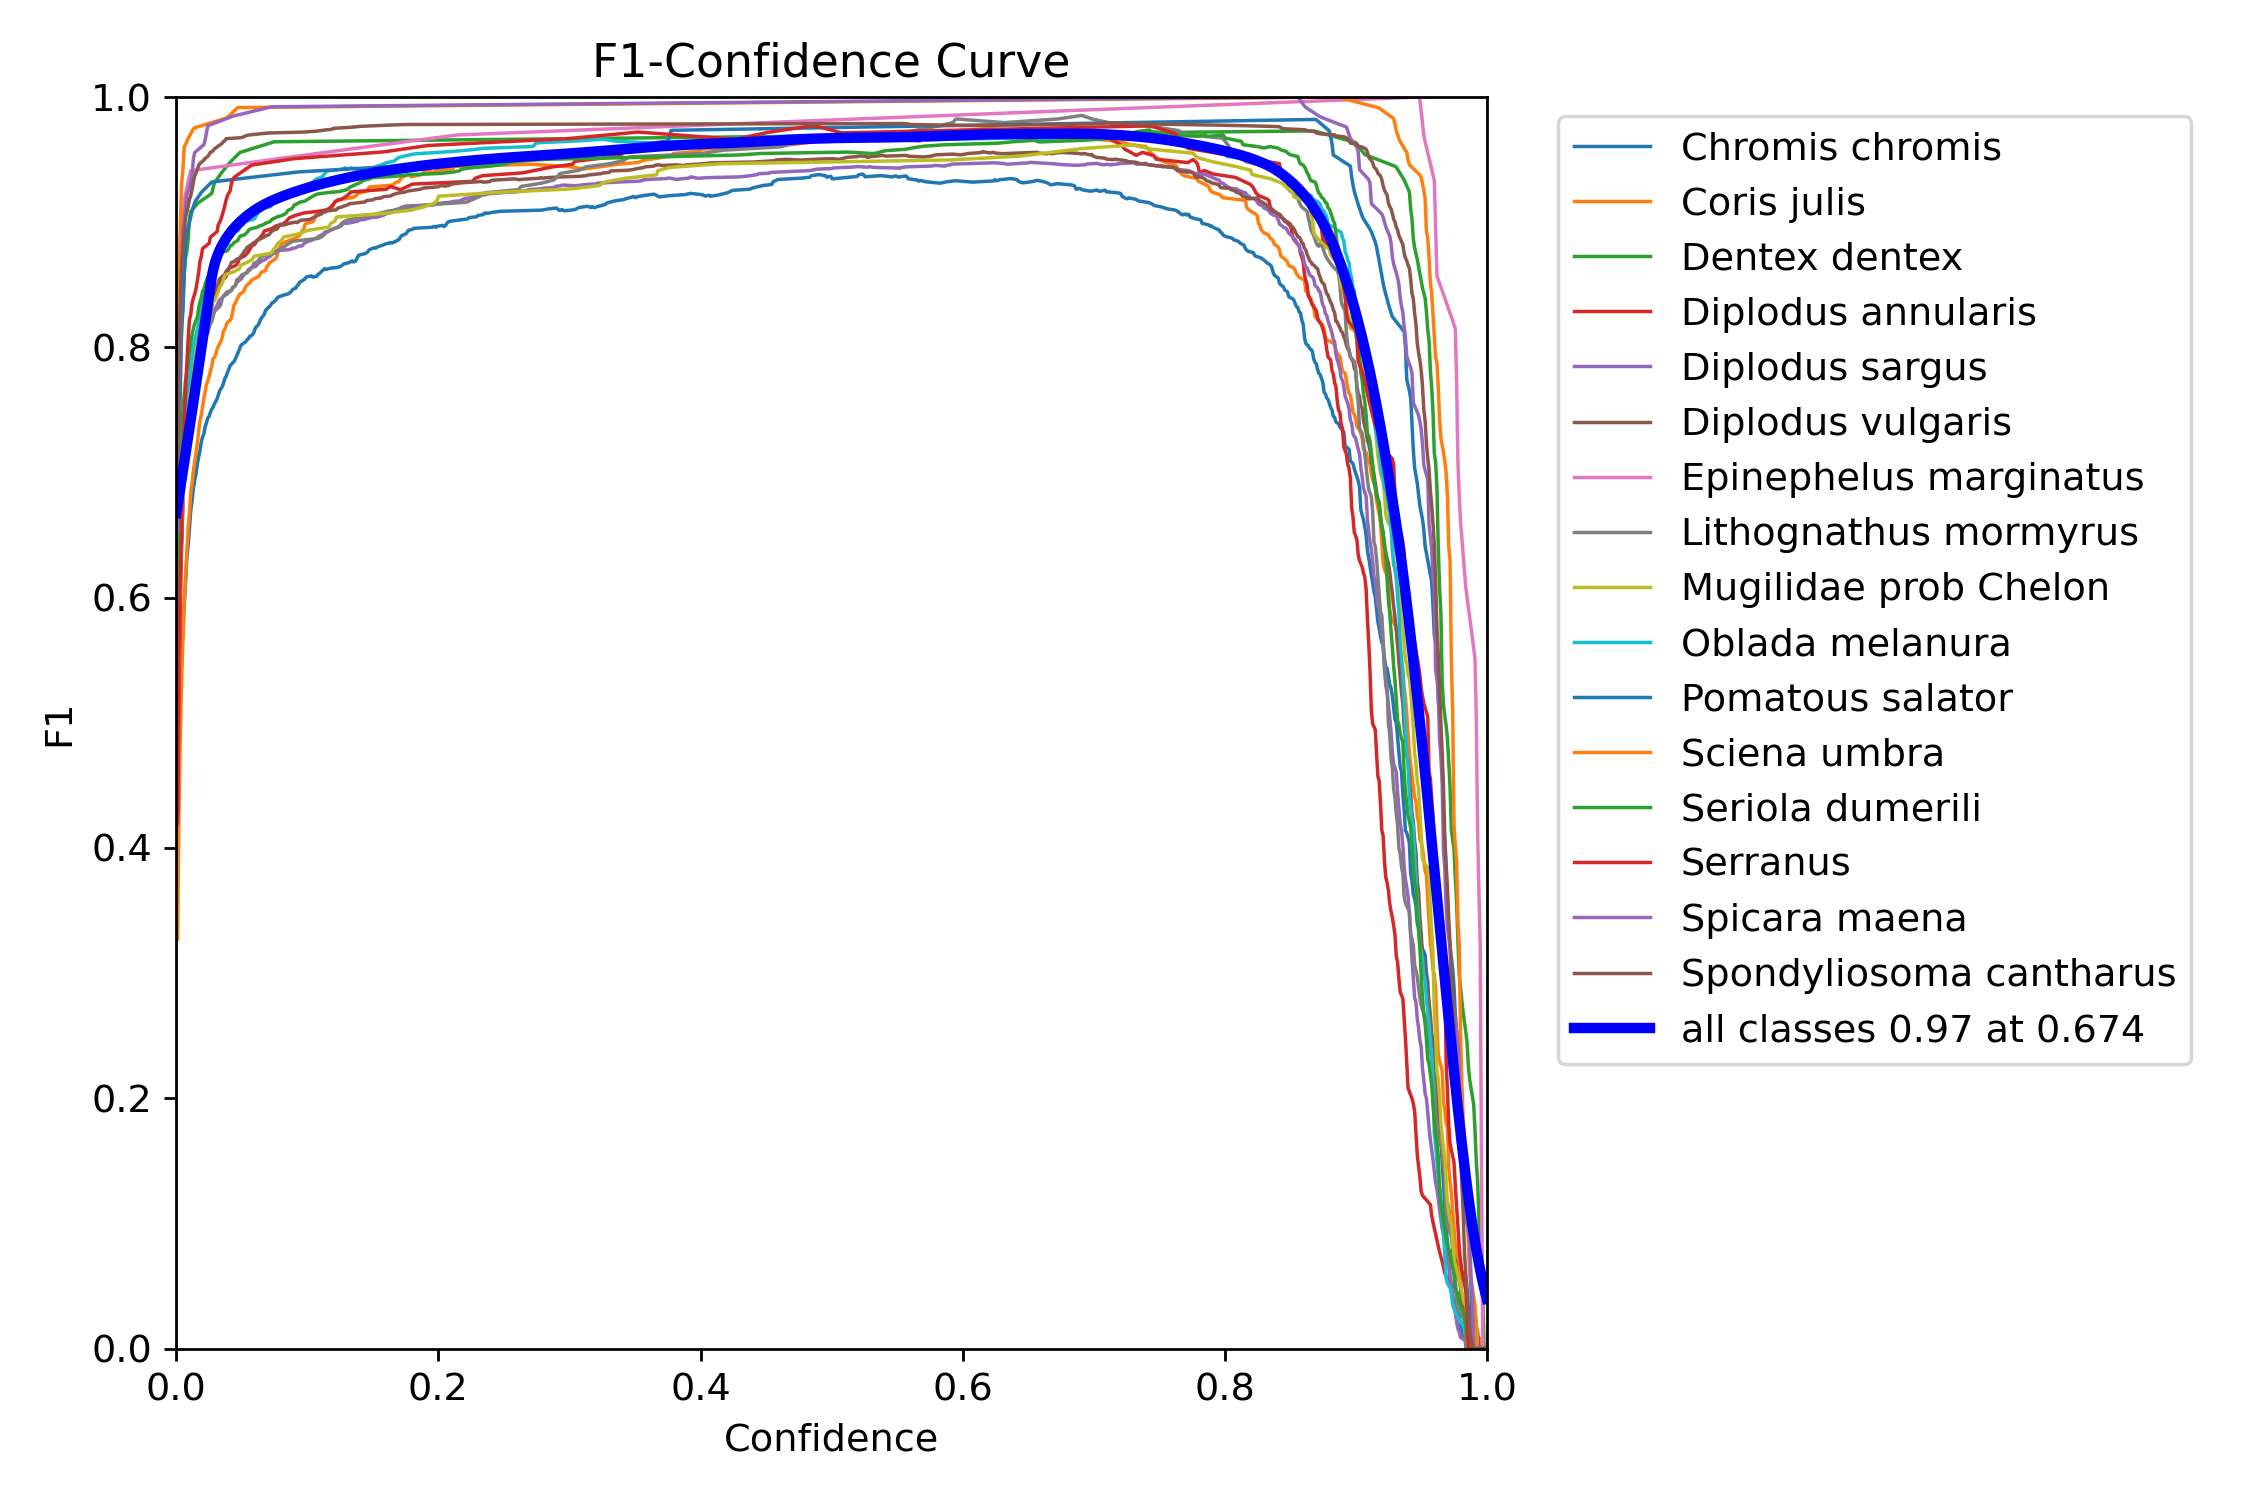 F1-Confidence Curve
1.0
0.8
0.6
0.4
0.2
0.0
F1
0.0 0.2 0.4 0.6 0.8 1.0
Confidence
Chromis chromis
Coris julis
Dentex dentex
Diplodus annularis
Diplodus sargus
Diplodus vulgaris
Epinephelus marginatus
Lithognathus mormyrus
Mugilidae prob Chelon
Oblada melanura
Pomatous salator
Sciena umbra
Seriola dumerili
Serranus
Spicara maena
Spondyliosoma cantharus
all classes 0.97 at 0.674